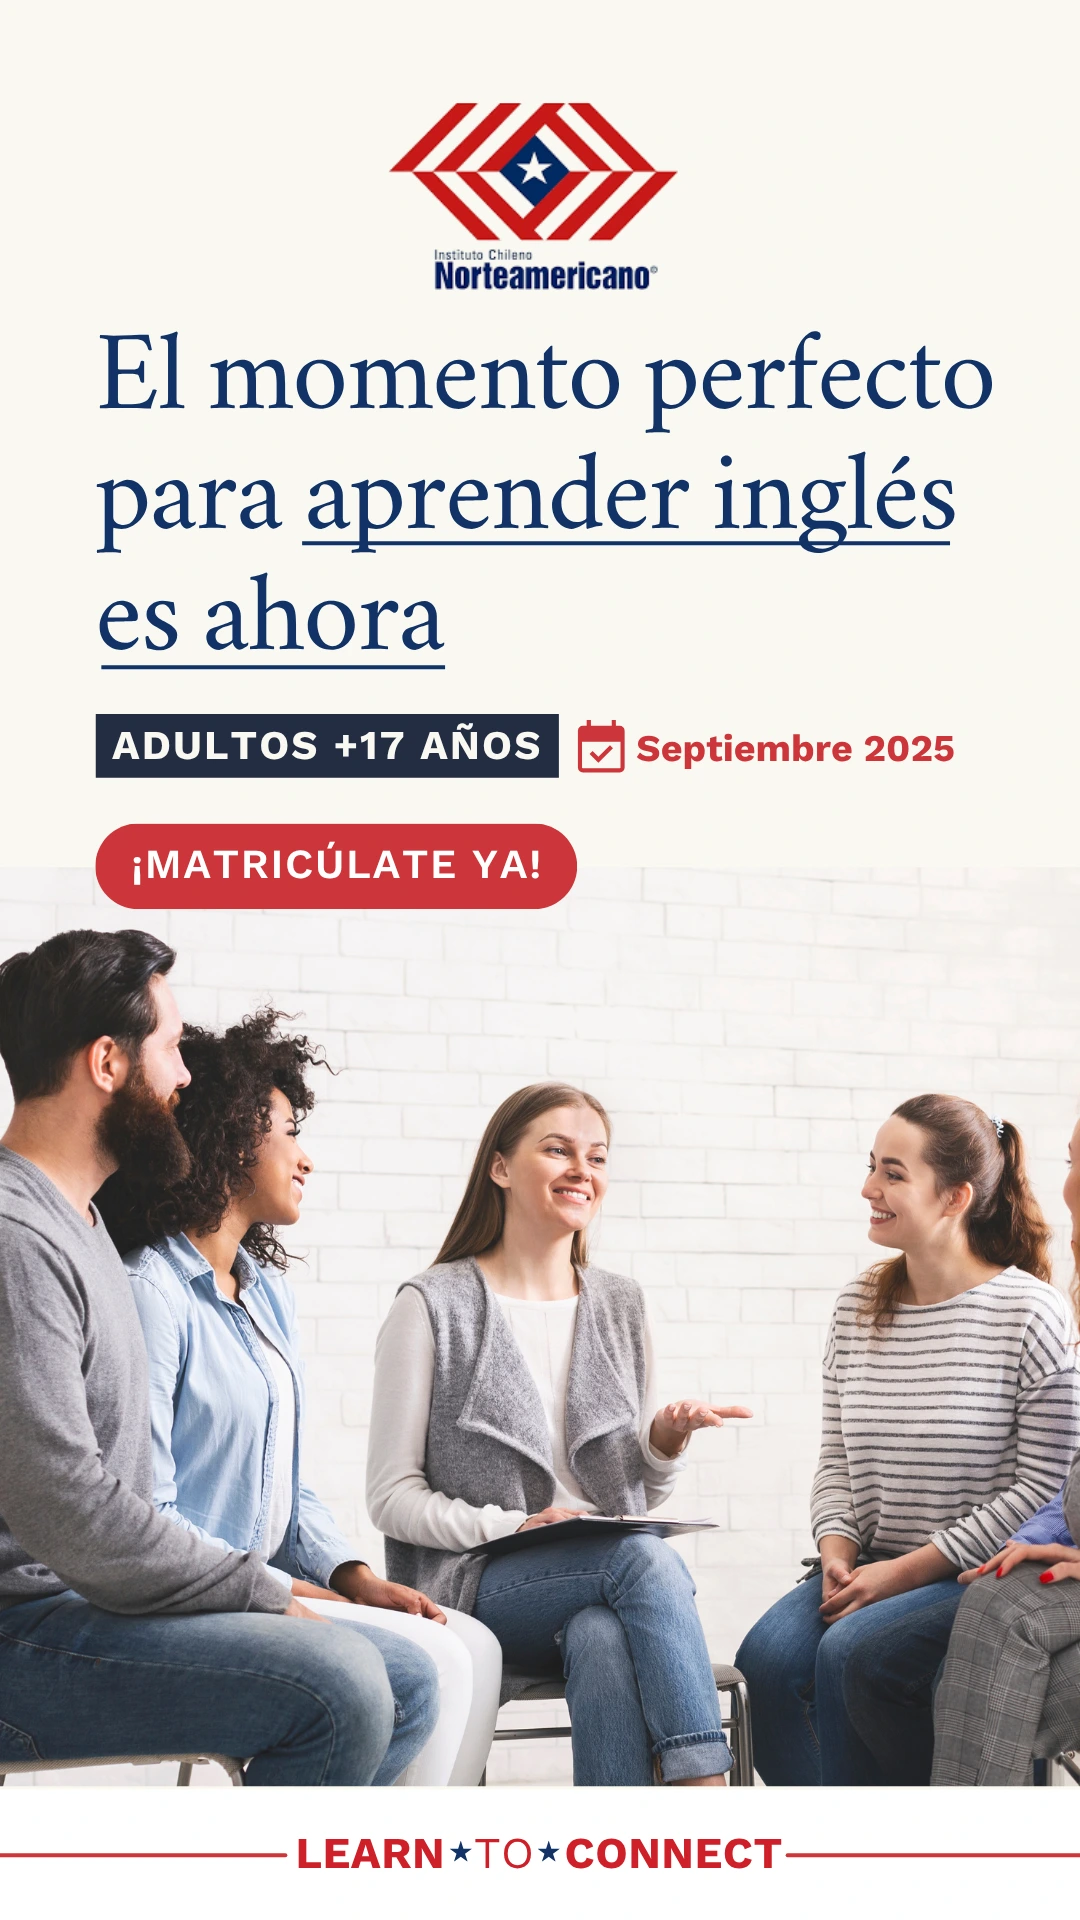 Instituto Chileno
Norteamericano®
El momento perfecto
para aprender inglés
es ahora
ADULTOS +17 AÑOS
Septiembre 2025
¡MATRICÚLATE YA!
LEARN★TO★CONNECT